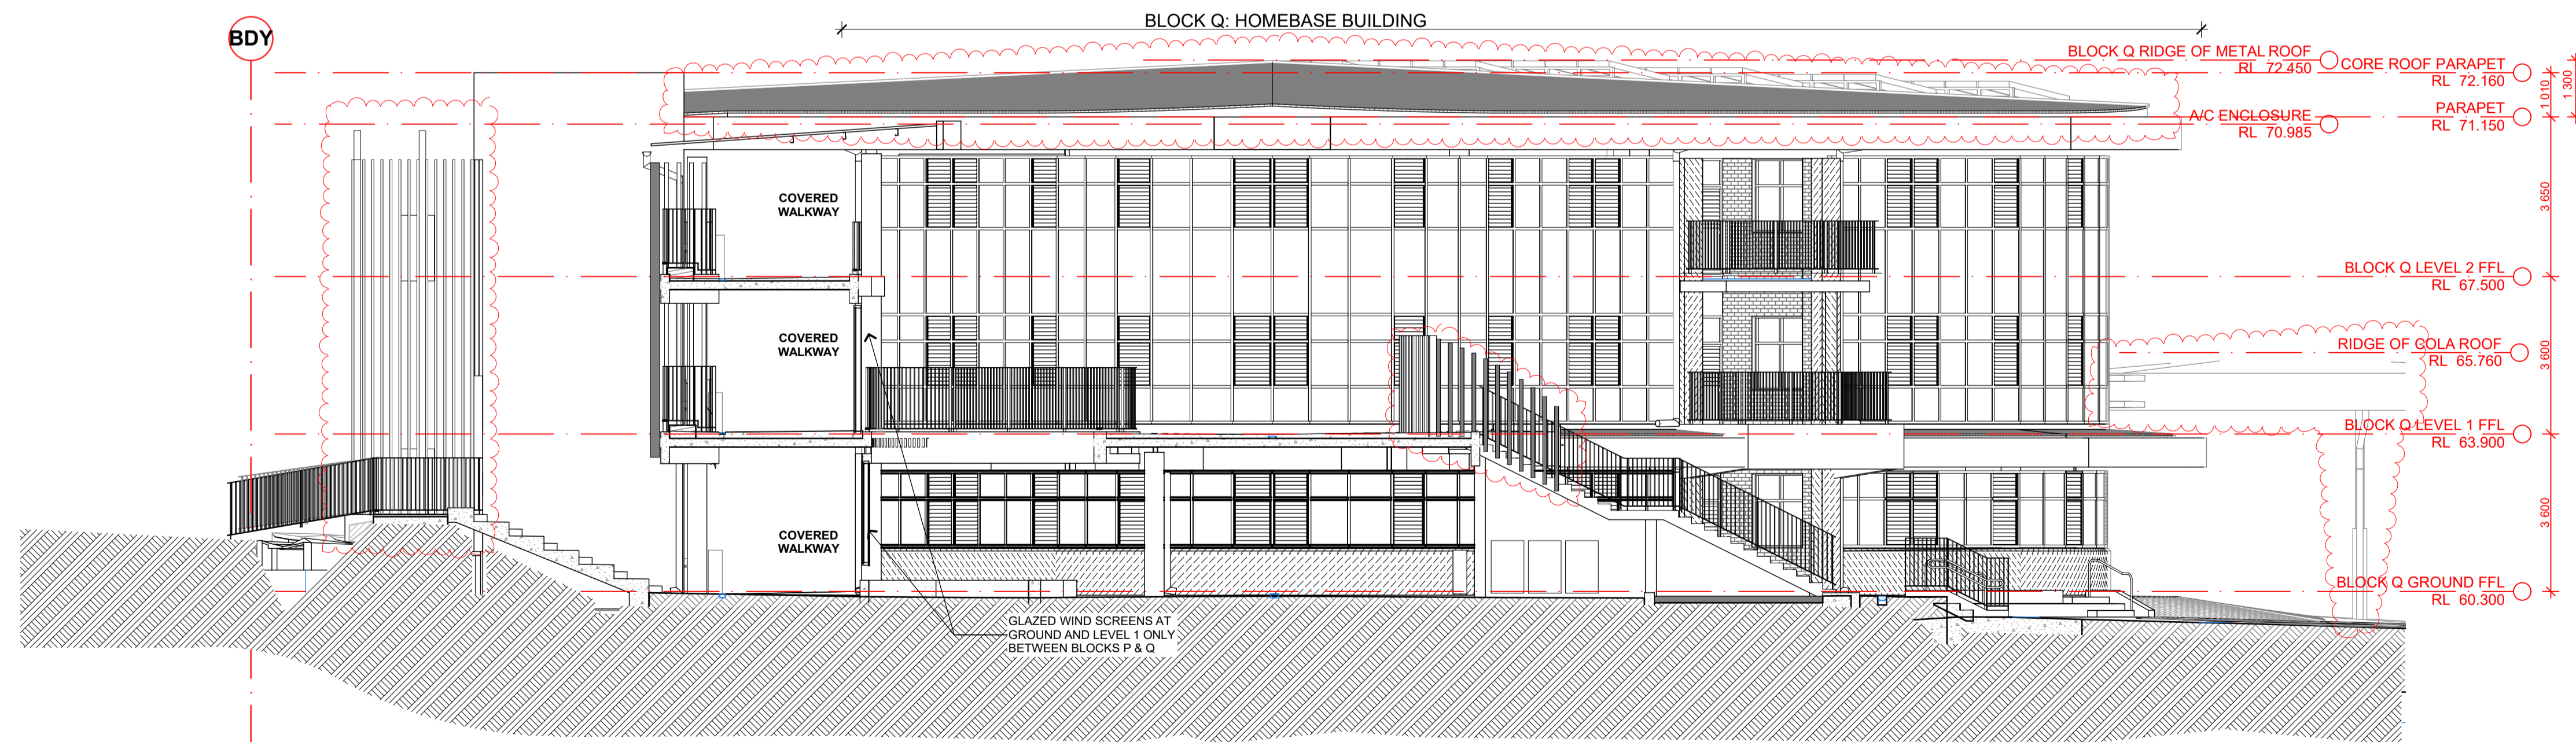 BLOCK Q: HOMEBASE BUILDING
BDY
BLOCK Q RIDGE OF METAL ROOF
RL 72.450
CORE ROOF PARAPET
RL 72.160
1 010
1 300
A/C ENCLOSURE
RL 70.985
PARAPET
RL 71.150
COVERED
WALKWAY
3 650
BLOCK Q LEVEL 2 FFL
RL 67.500
COVERED
WALKWAY
RIDGE OF COLA ROOF
RL 65.760
3 600
BLOCK Q LEVEL 1 FFL
RL 63.900
COVERED
WALKWAY
3 600
BLOCK Q GROUND FFL
RL 60.300
GLAZED WIND SCREENS AT
GROUND AND LEVEL 1 ONLY
BETWEEN BLOCKS P & Q